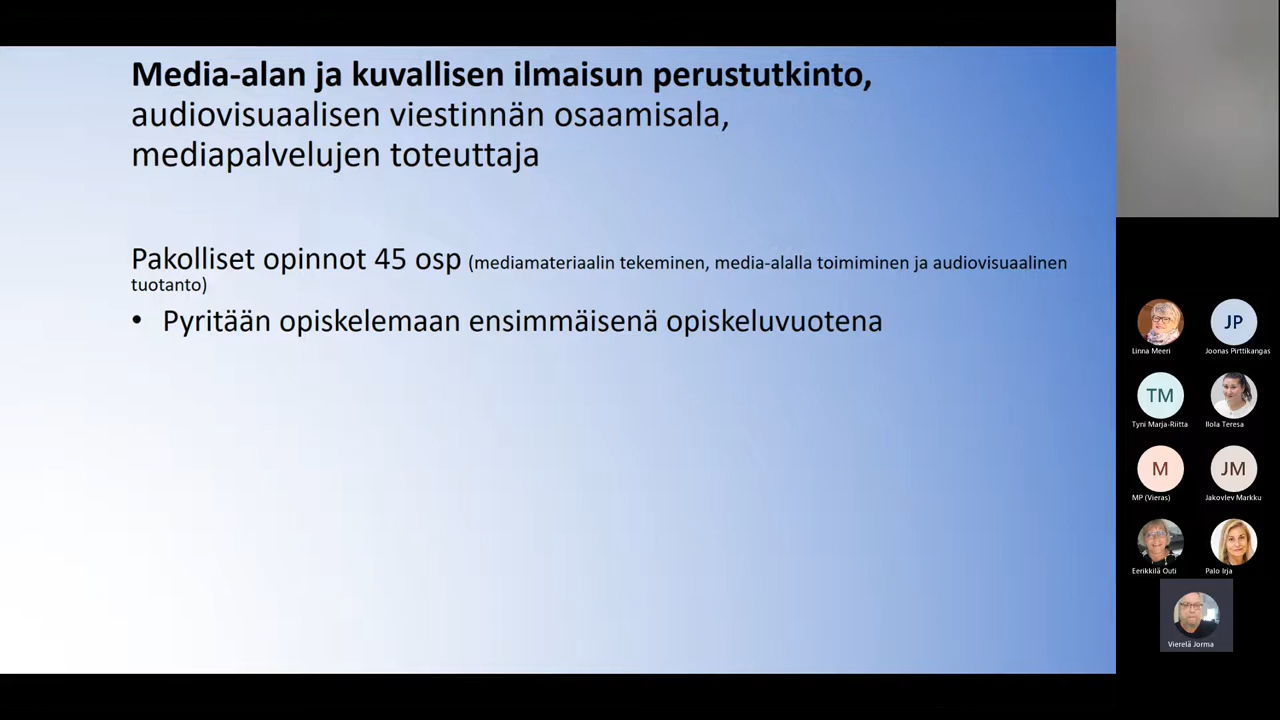 Media-alan ja kuvallisen ilmaisun perustutkinto,
audiovisuaalisen viestinnän osaamisala,
mediapalvelujen toteuttaja
Pakolliset opinnot 45 osp (mediamateriaalin tekeminen, media-alalla toimiminen ja audiovisuaalinen
tuotanto)
• Pyritään opiskelemaan ensimmäisenä opiskeluvuotena
JP
Linna Meeri
Joonas Pirttikangas
TM
Tyni Marja-Riitta
Ilola Teresa
M
JM
MP (Vieras)
Jakovlev Markku
Eerikkilä Outi
Palo Irja
Vierelä Jorma